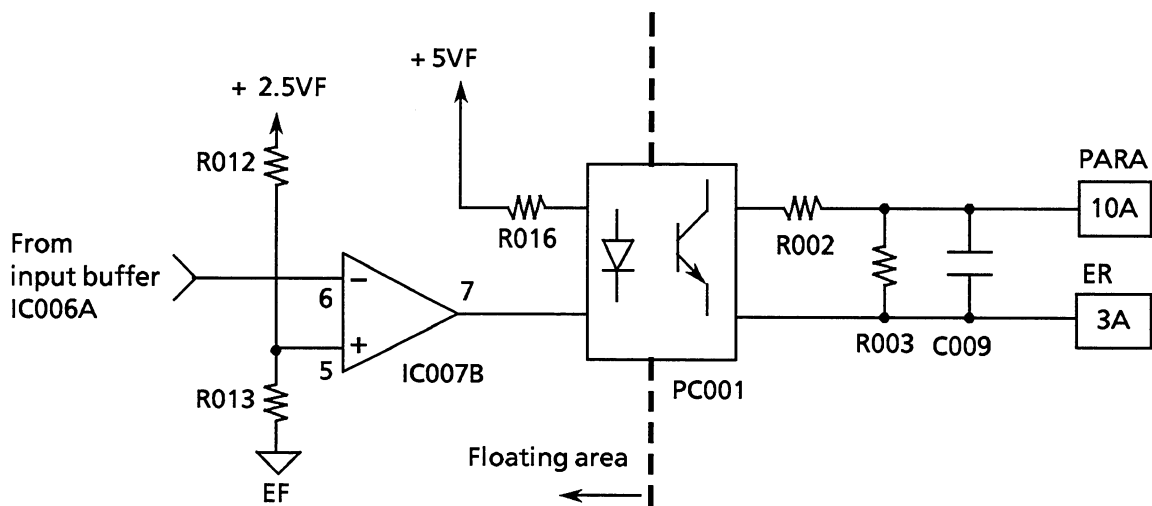 + 5VF
+ 2.5VF
R012
PARA
10A
R016
R002
From
input buffer
IC006A
6
−
7
ER
3A
+
5
IC007B
R003
C009
R013
PC001
Floating area
EF